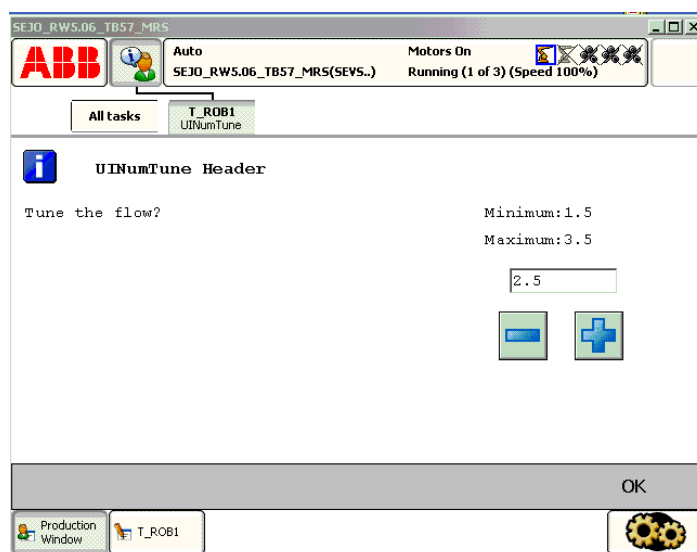 SEJO_RW5.06_TB57_MRS
ABB
Auto
Motors On
SEJO_RW5.06_TB57_MRS(SEVS..)
Running (1 of 3) (Speed 100%)
All tasks
T_ROB1
UINumTune
UINumTune Header
Tune the flow?
Minimum:1.5
Maximum:3.5
2.5
OK
Production
Window
T_ROB1